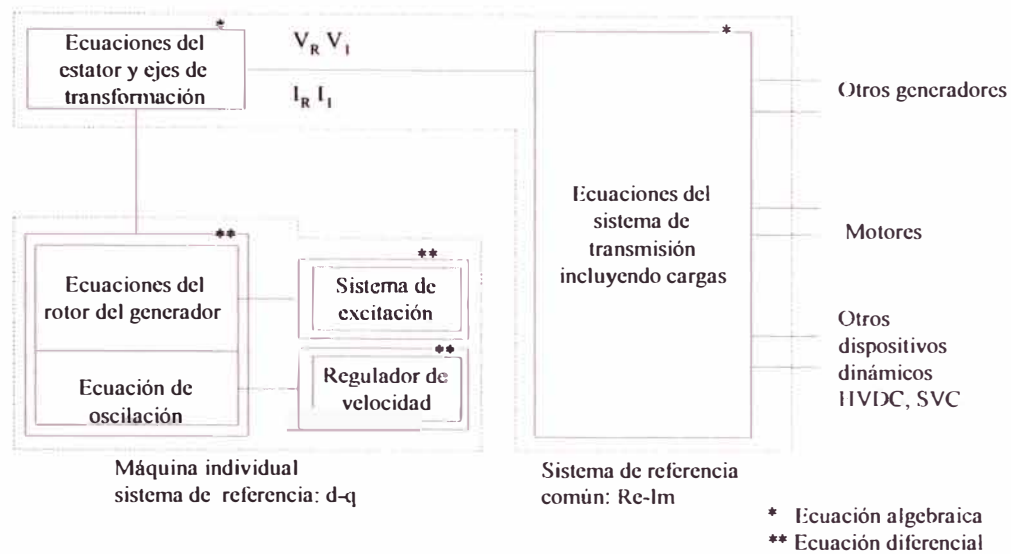 *
Ecuaciones del
estator y ejes de
transformación
V_R V_I
I_R I_I
*
Ecuaciones del
sistema de
transmisión
incluyendo cargas
Otros generadores
Motores
Otros
dispositivos
dinámicos
HVDC, SVC
**
Ecuaciones del
rotor del generador
Ecuación de
oscilación
**
Sistema de
excitación
**
Regulador de
velocidad
Máquina individual
sistema de referencia: d-q
Sistema de referencia
común: Re-Im
* Ecuación algebraica
** Ecuación diferencial